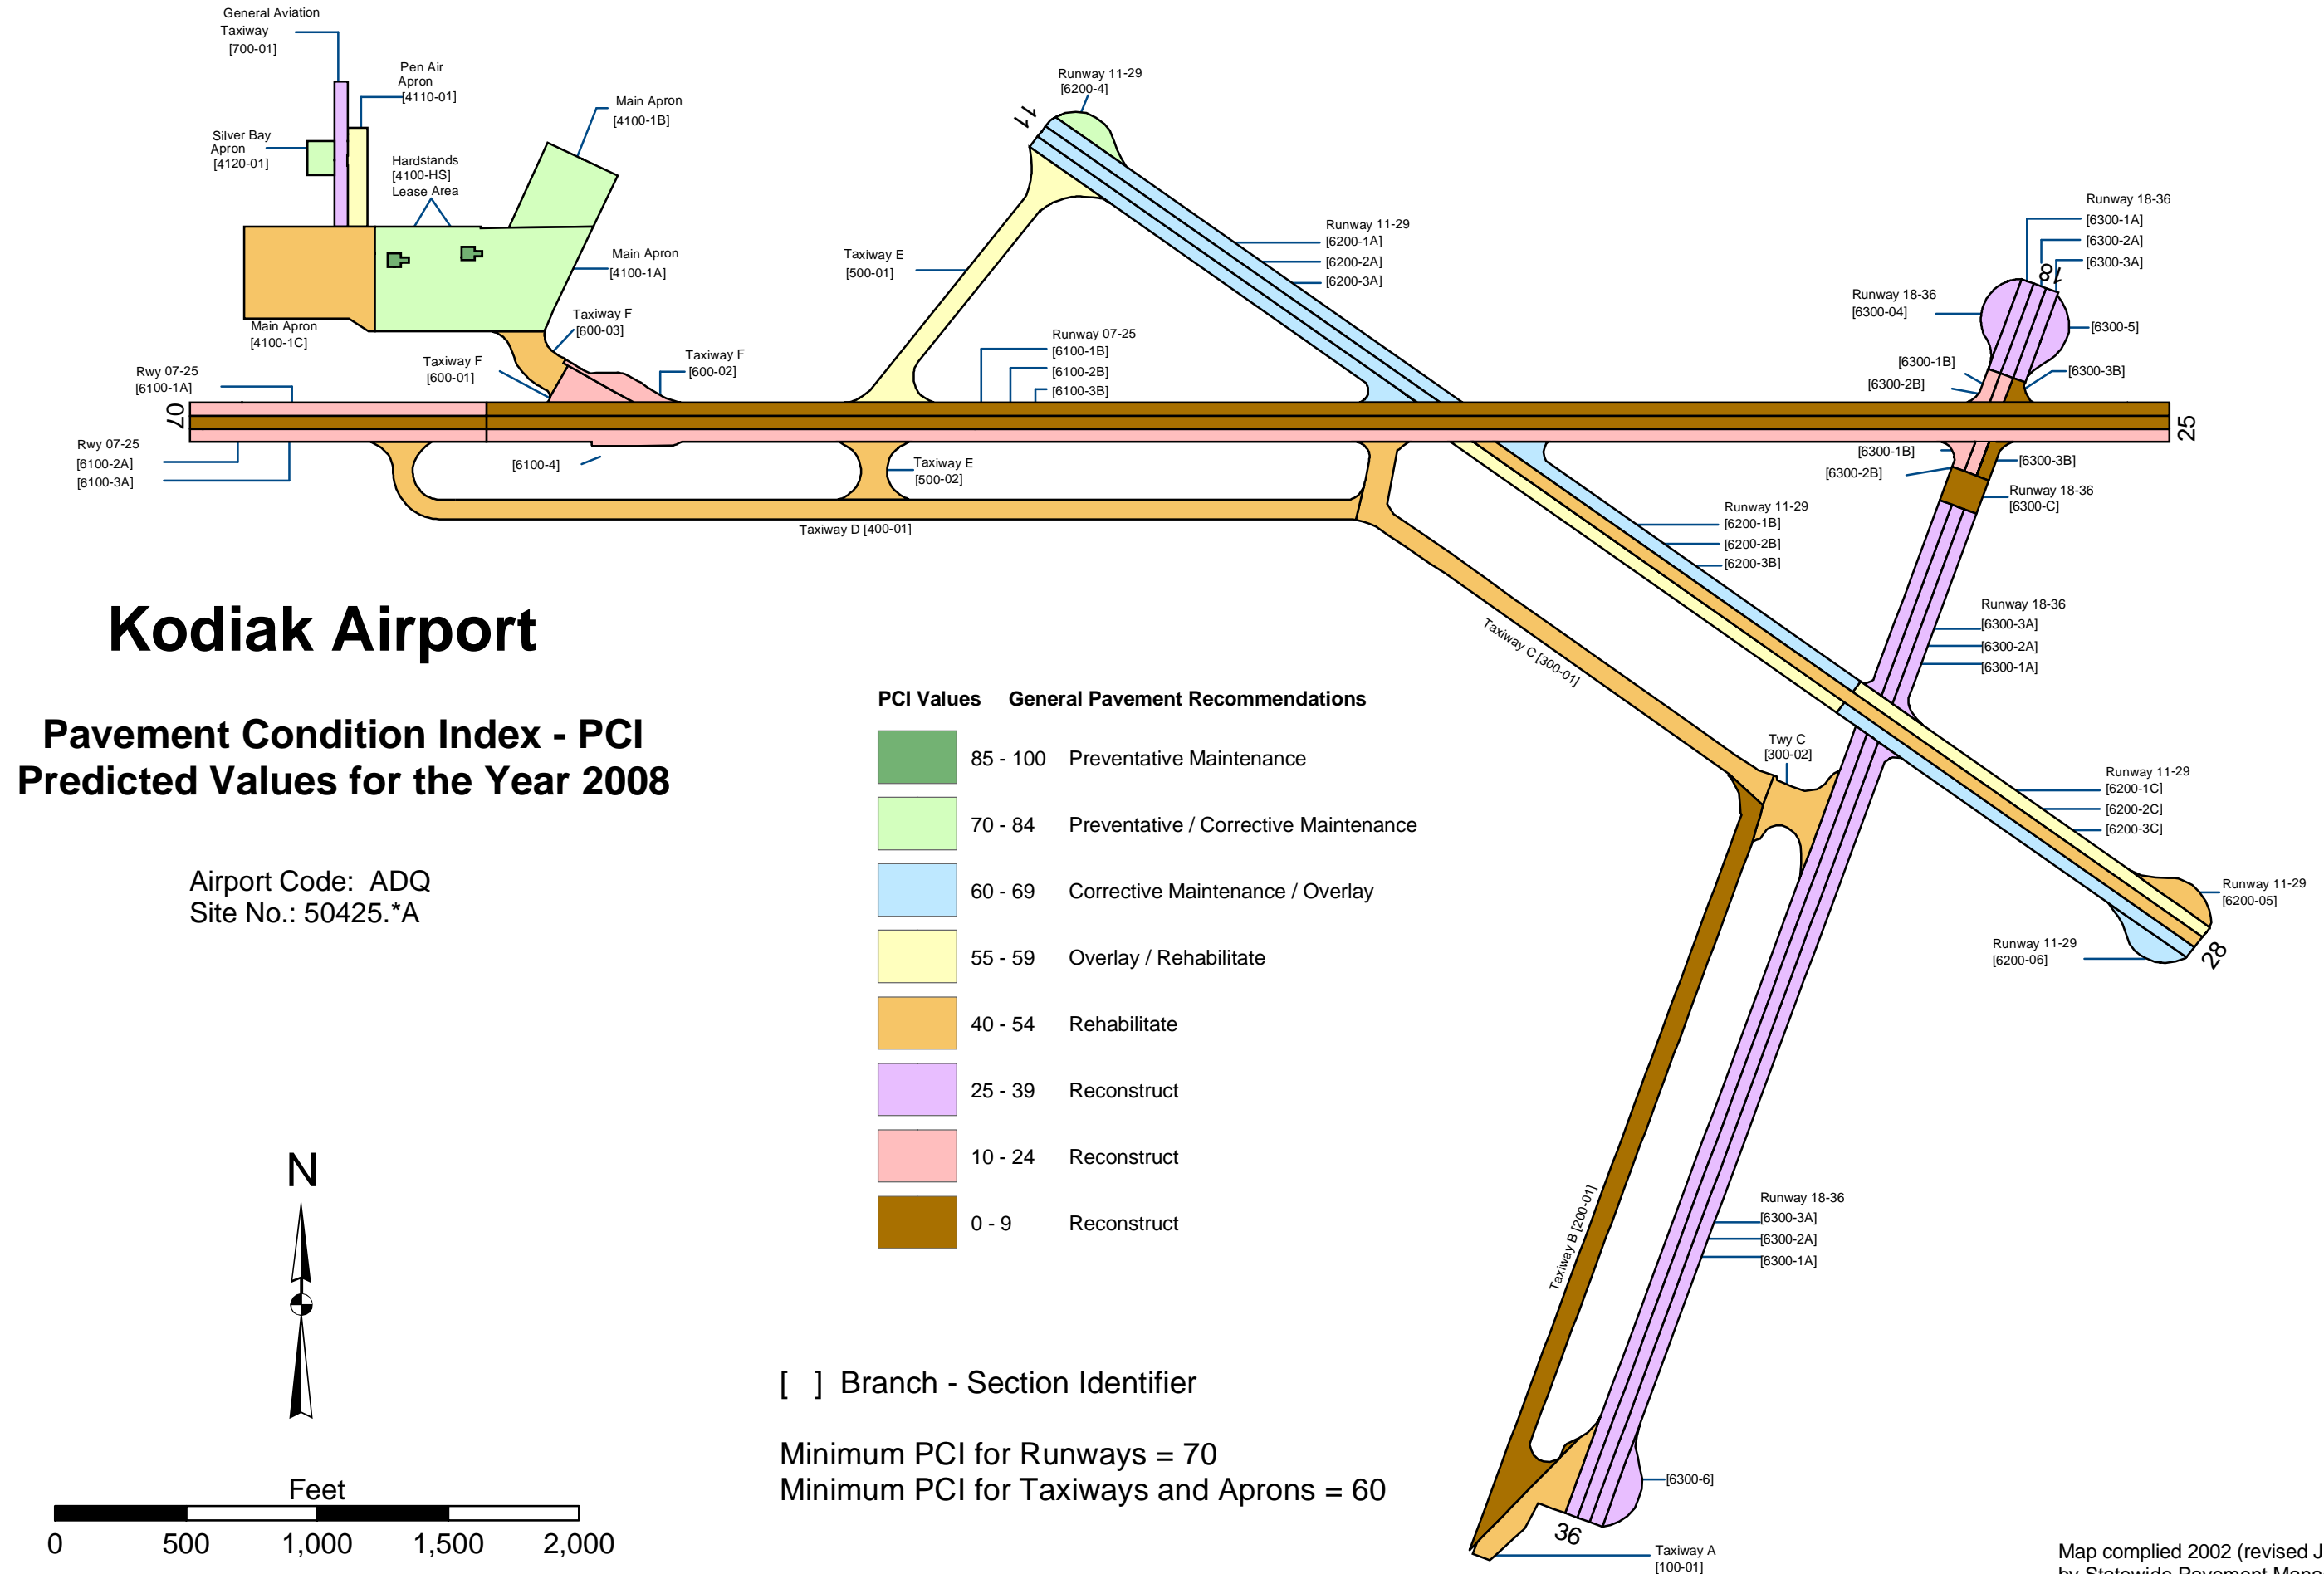 General Aviation
Taxiway
[700-01]
Pen Air
Apron
[4110-01]
Silver Bay
Apron
[4120-01]
Hardstands
[4100-HS]
Lease Area
Main Apron
[4100-1B]
Main Apron
[4100-1A]
Main Apron
[4100-1C]
Taxiway F
[600-03]
Taxiway F
[600-01]
Taxiway F
[600-02]
Rwy 07-25
[6100-1A]
07
Rwy 07-25
[6100-2A]
[6100-3A]
[6100-4]
Taxiway E
[500-01]
Taxiway E
[500-02]
Taxiway D [400-01]
Runway 07-25
[6100-1B]
[6100-2B]
[6100-3B]
11
Runway 11-29
[6200-4]
Runway 11-29
[6200-1A]
[6200-2A]
[6200-3A]
Runway 18-36
[6300-1A]
[6300-2A]
[6300-3A]
18
Runway 18-36
[6300-04]
[6300-5]
[6300-1B]
[6300-2B]
[6300-3B]
25
[6300-1B]
[6300-2B]
[6300-3B]
Runway 18-36
[6300-C]
Runway 11-29
[6200-1B]
[6200-2B]
[6200-3B]
Runway 18-36
[6300-3A]
[6300-2A]
[6300-1A]
Taxiway C [300-01]
Twy C
[300-02]
Runway 11-29
[6200-1C]
[6200-2C]
[6200-3C]
Runway 11-29
[6200-05]
Runway 11-29
[6200-06]
28
Taxiway B [200-01]
Runway 18-36
[6300-3A]
[6300-2A]
[6300-1A]
[6300-6]
36
Taxiway A
[100-01]
Kodiak Airport
Pavement Condition Index - PCI
Predicted Values for the Year 2008
Airport Code: ADQ
Site No.: 50425.*A
PCI Values General Pavement Recommendations
85 - 100 Preventative Maintenance
70 - 84 Preventative / Corrective Maintenance
60 - 69 Corrective Maintenance / Overlay
55 - 59 Overlay / Rehabilitate
40 - 54 Rehabilitate
25 - 39 Reconstruct
10 - 24 Reconstruct
0 - 9 Reconstruct
N
Feet
0 500 1,000 1,500 2,000
[ ] Branch - Section Identifier
Minimum PCI for Runways = 70
Minimum PCI for Taxiways and Aprons = 60
Map complied 2002 (revised J
by Statewide Pavement Mana